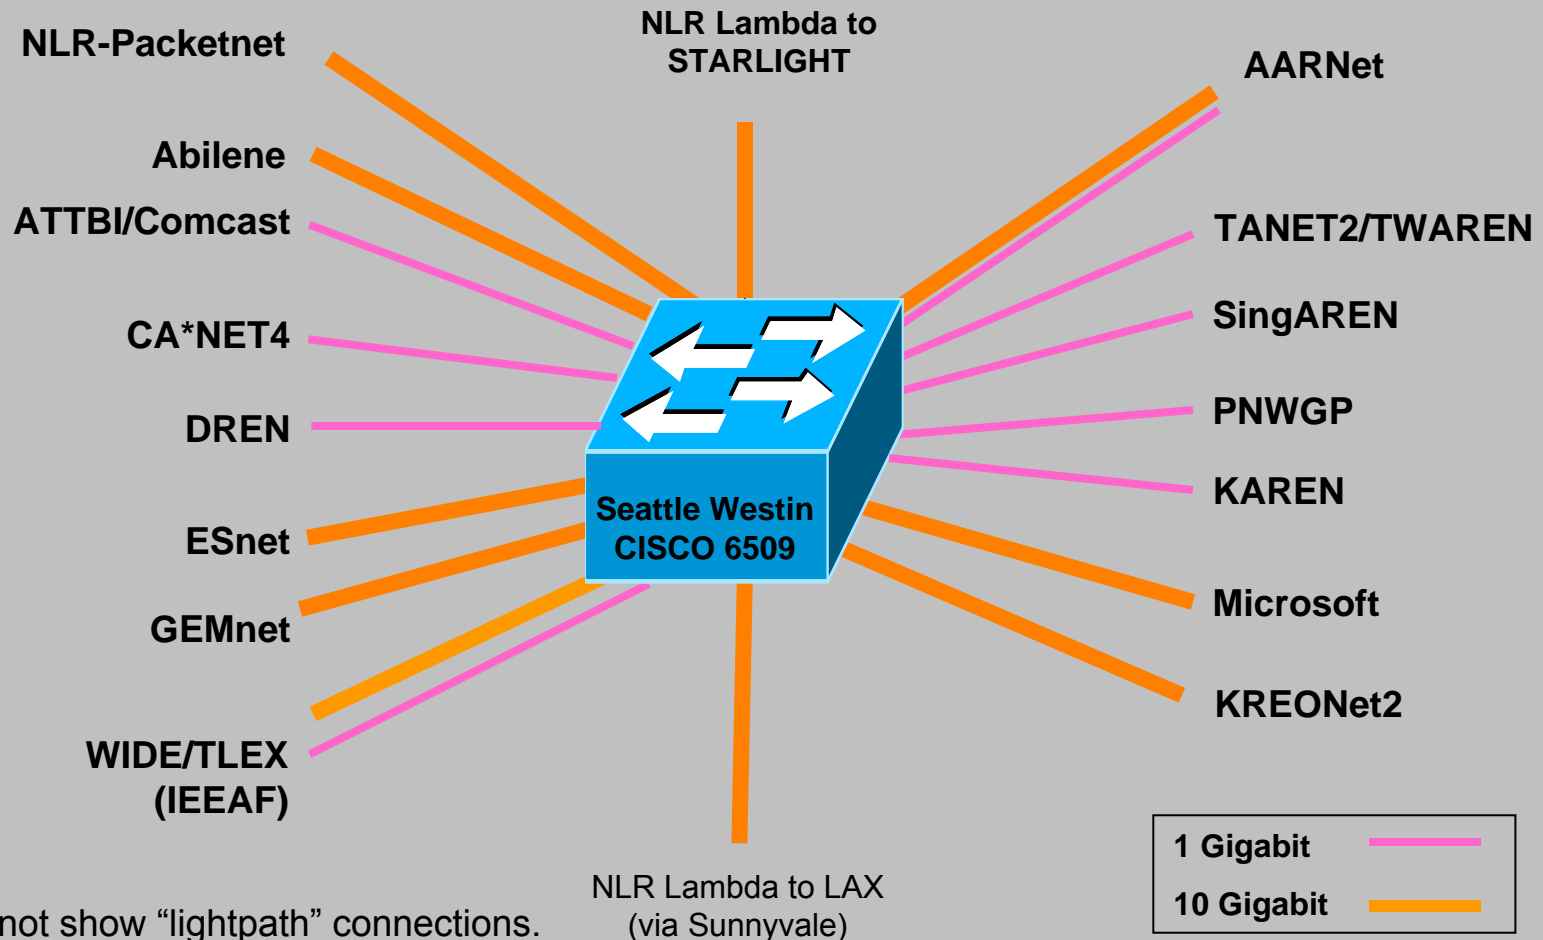 NLR Lambda to
STARLIGHT
NLR-Packetnet
Abilene
ATTBI/Comcast
CA*NET4
DREN
ESnet
GEMnet
WIDE/TLEX
(IEEAF)
AARNet
TANET2/TWAREN
SingAREN
PNWGP
KAREN
Microsoft
KREONet2
Seattle Westin
CISCO 6509
NLR Lambda to LAX
(via Sunnyvale)
not show “lightpath” connections.
1 Gigabit
10 Gigabit